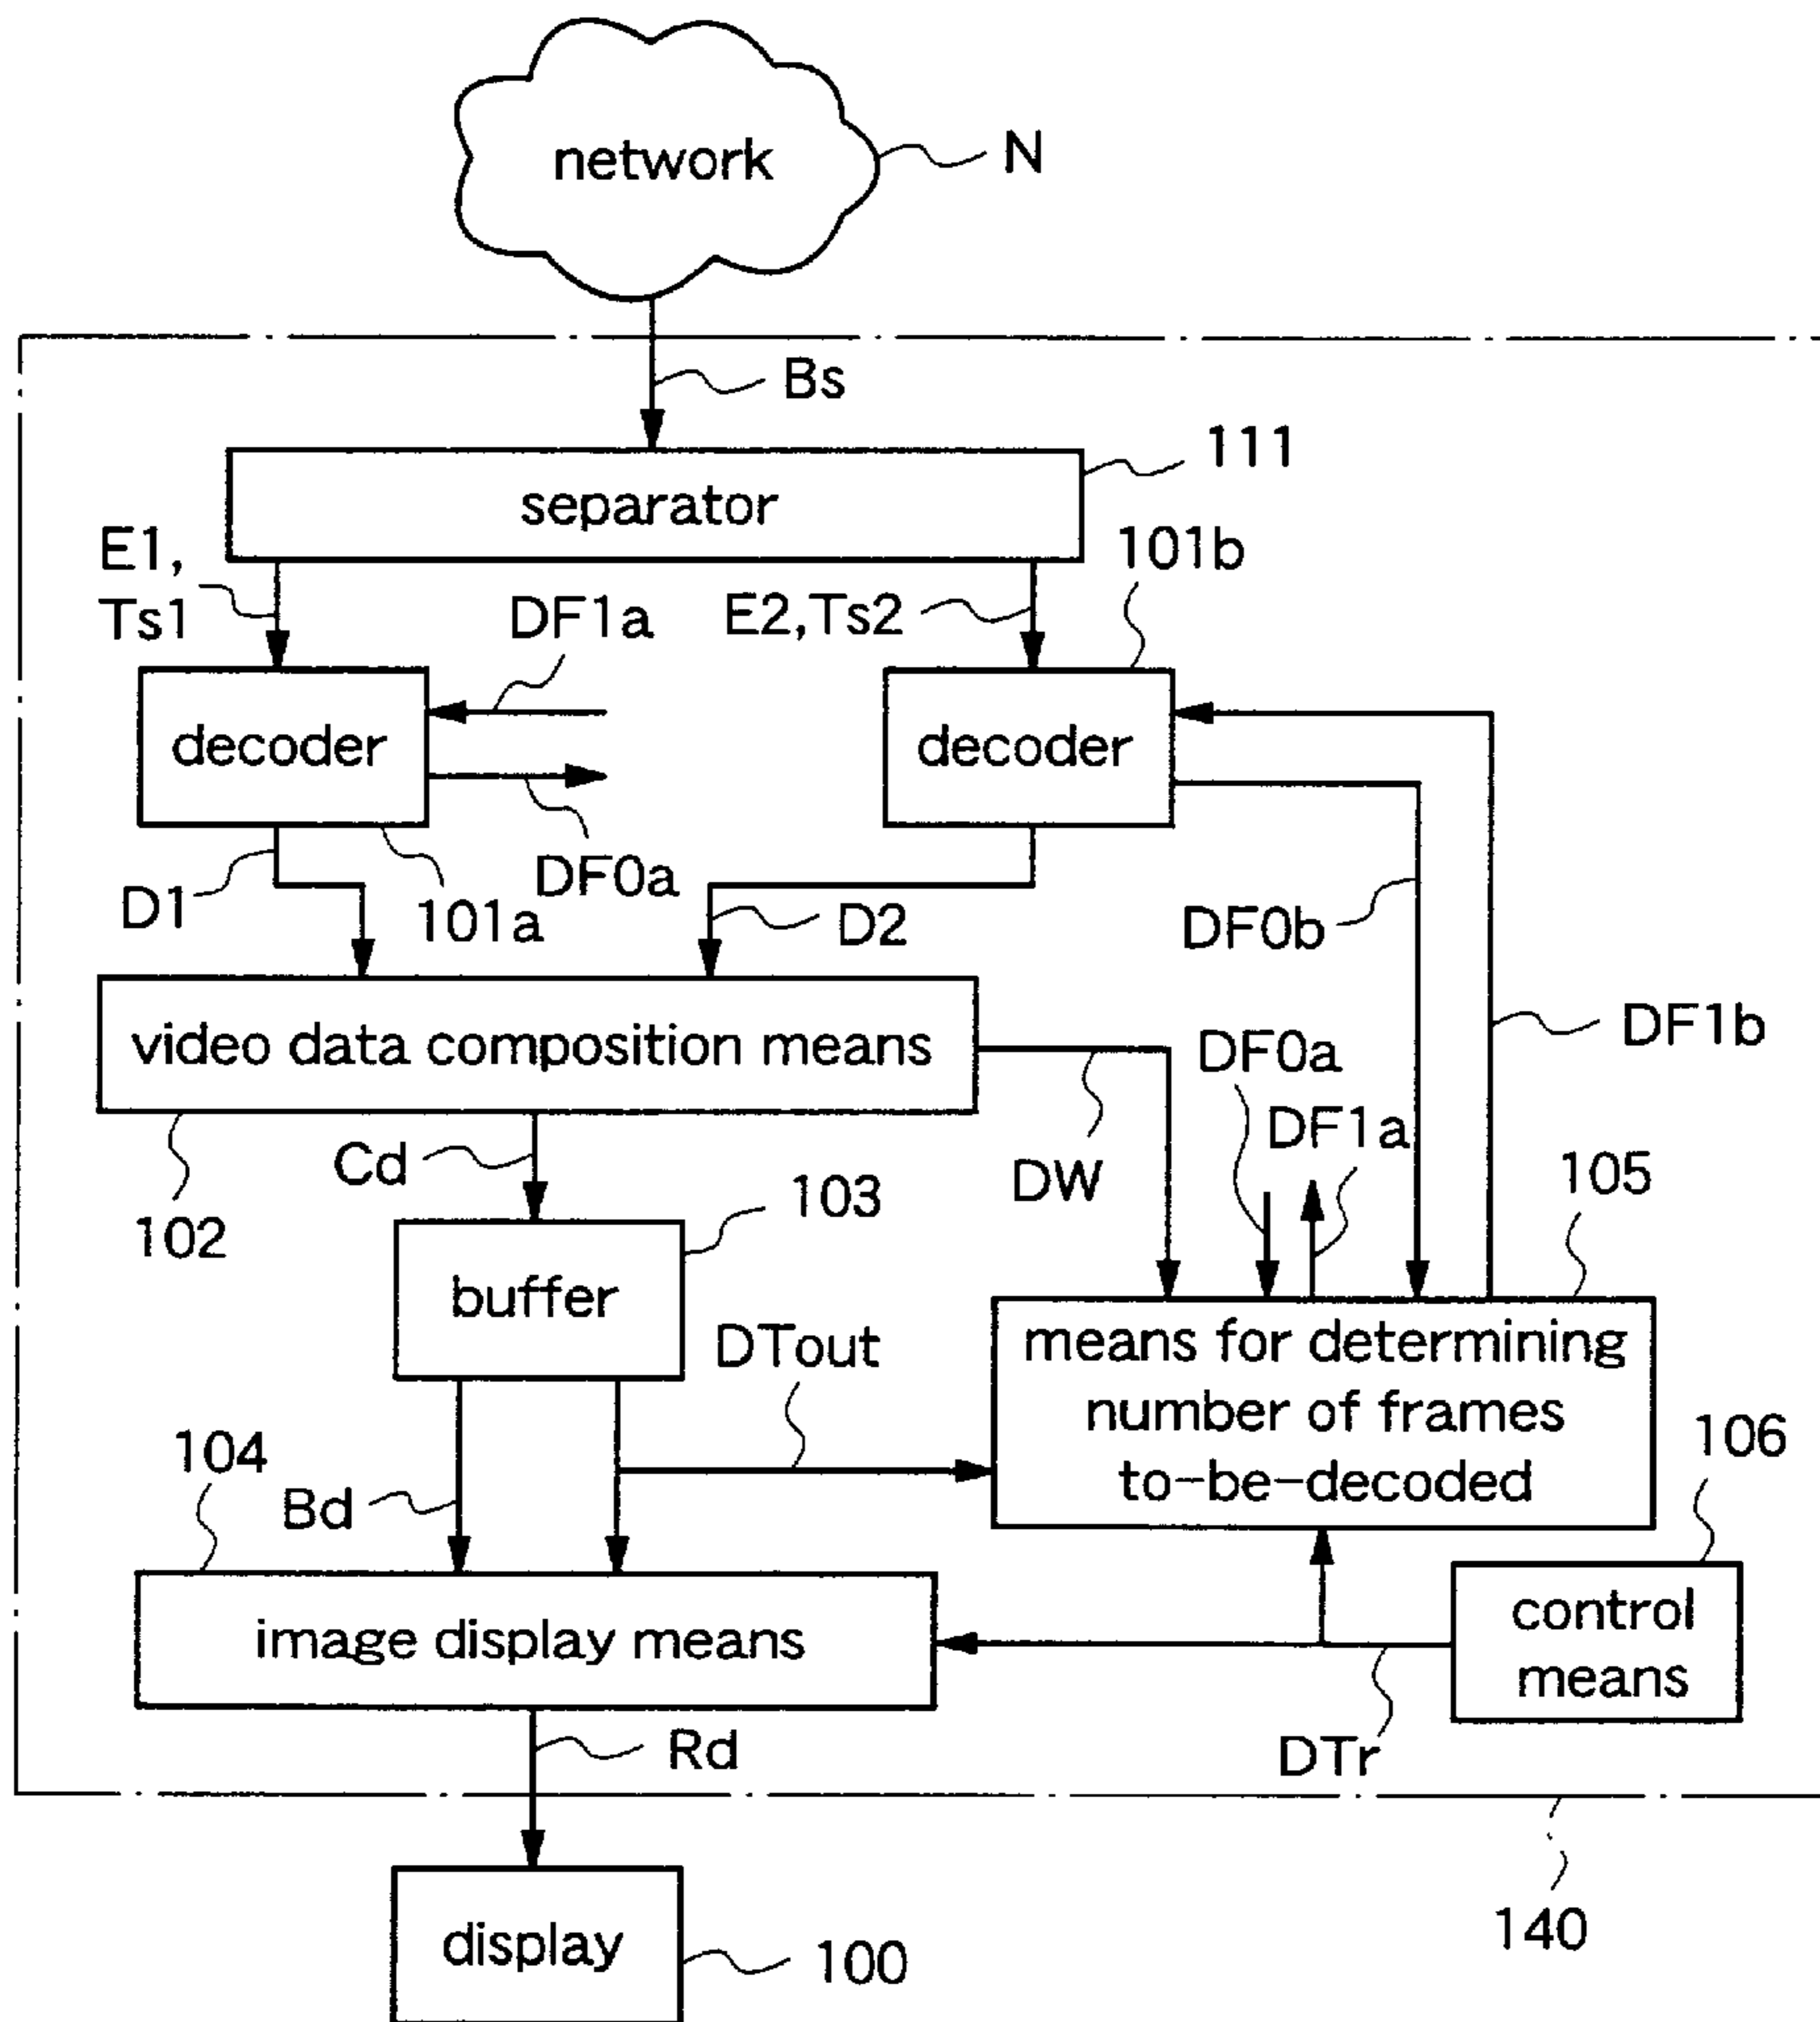 network
N
Bs
111
separator
E1,
Ts1
DF1a
E2,Ts2
101b
decoder
decoder
D1
DF0a
101a
D2
DF0b
DF1b
video data composition means
DF0a
DF1a
Cd
DW
102
103
105
buffer
DTout
means for determining
number of frames
to-be-decoded
104
106
Bd
image display means
control
means
Rd
DTr
display
100
140